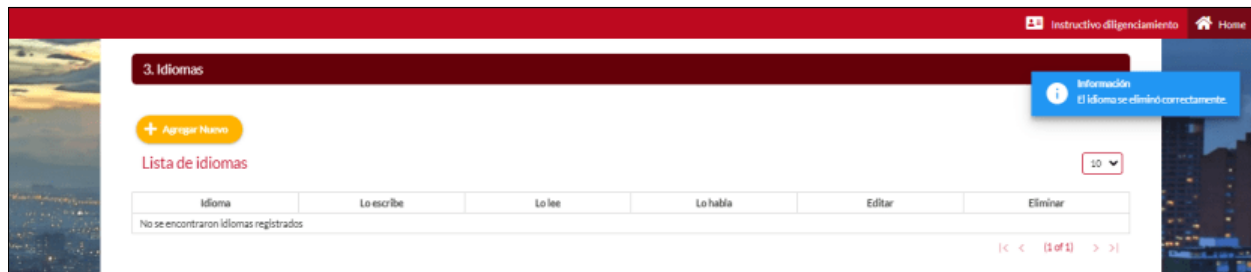 Instructivo diligenciamiento Home
3. Idiomas
Información
El idioma se eliminó correctamente.
Agregar Nuevo
Lista de idiomas
10
Idioma Lo escribe Lo lee Lo habla Editar Eliminar
No se encontraron idiomas registrados
|< < (1 of 1) > >|